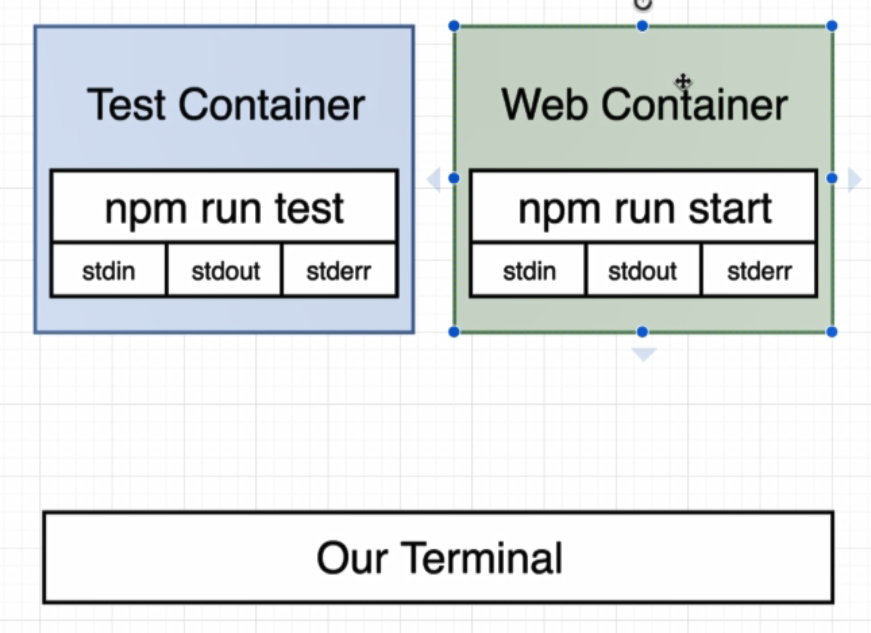 Test Container
npm run test
stdin
stdout
stderr
Web Container
npm run start
stdin
stdout
stderr
Our Terminal